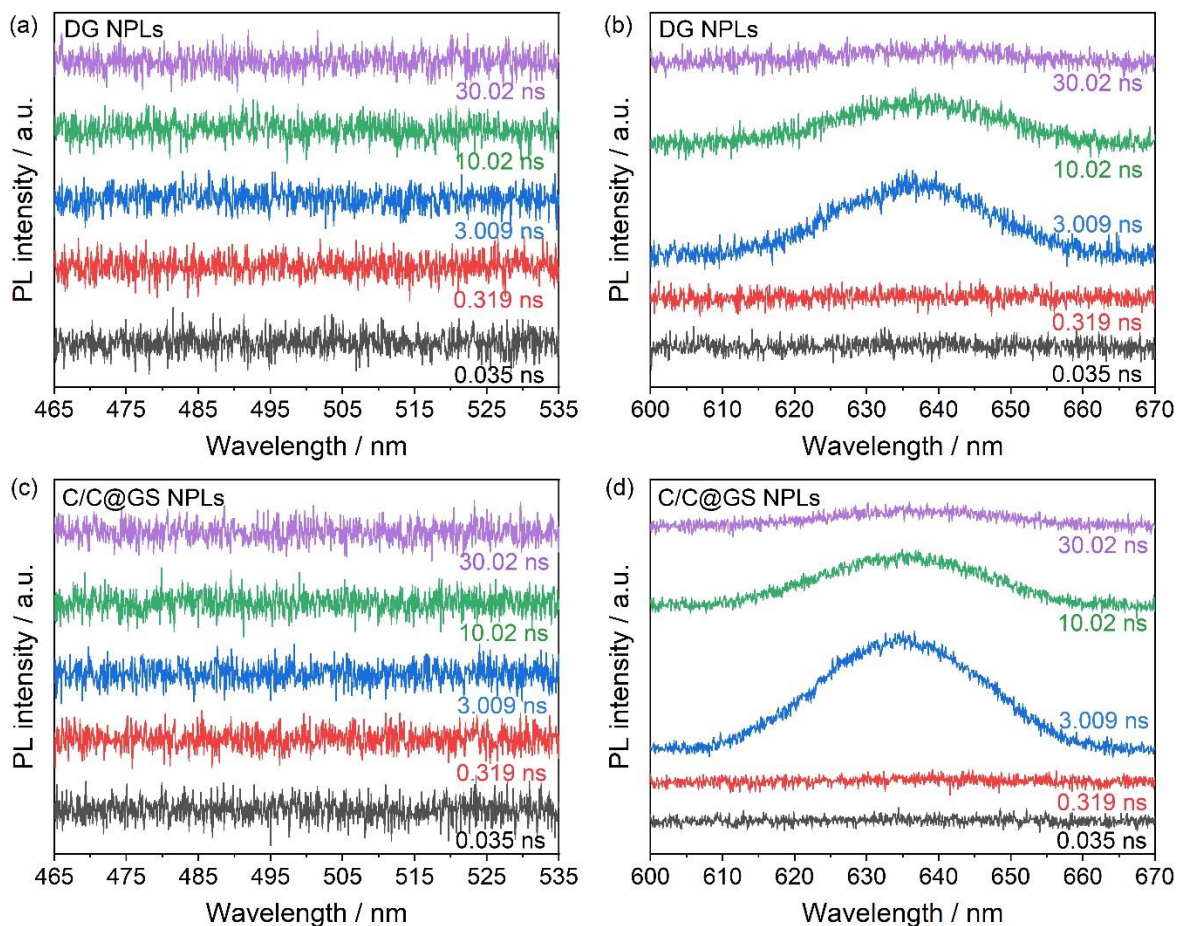 (a)
DG NPLs
30.02 ns
10.02 ns
3.009 ns
0.319 ns
0.035 ns
PL intensity / a.u.
465 475 485 495 505 515 525 535
Wavelength / nm
(b)
DG NPLs
30.02 ns
10.02 ns
3.009 ns
0.319 ns
0.035 ns
PL intensity / a.u.
600 610 620 630 640 650 660 670
Wavelength / nm
(c)
C/C@GS NPLs
30.02 ns
10.02 ns
3.009 ns
0.319 ns
0.035 ns
PL intensity / a.u.
465 475 485 495 505 515 525 535
Wavelength / nm
(d)
C/C@GS NPLs
30.02 ns
10.02 ns
3.009 ns
0.319 ns
0.035 ns
PL intensity / a.u.
600 610 620 630 640 650 660 670
Wavelength / nm